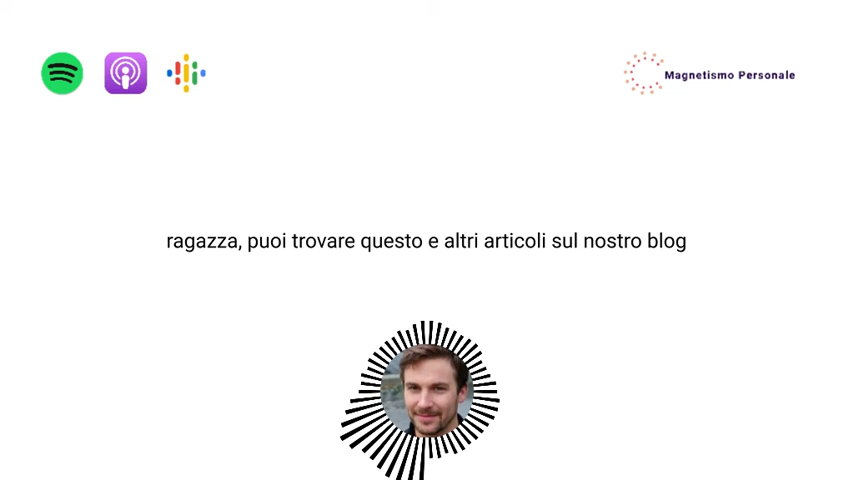 Magnetismo Personale
ragazza, puoi trovare questo e altri articoli sul nostro blog